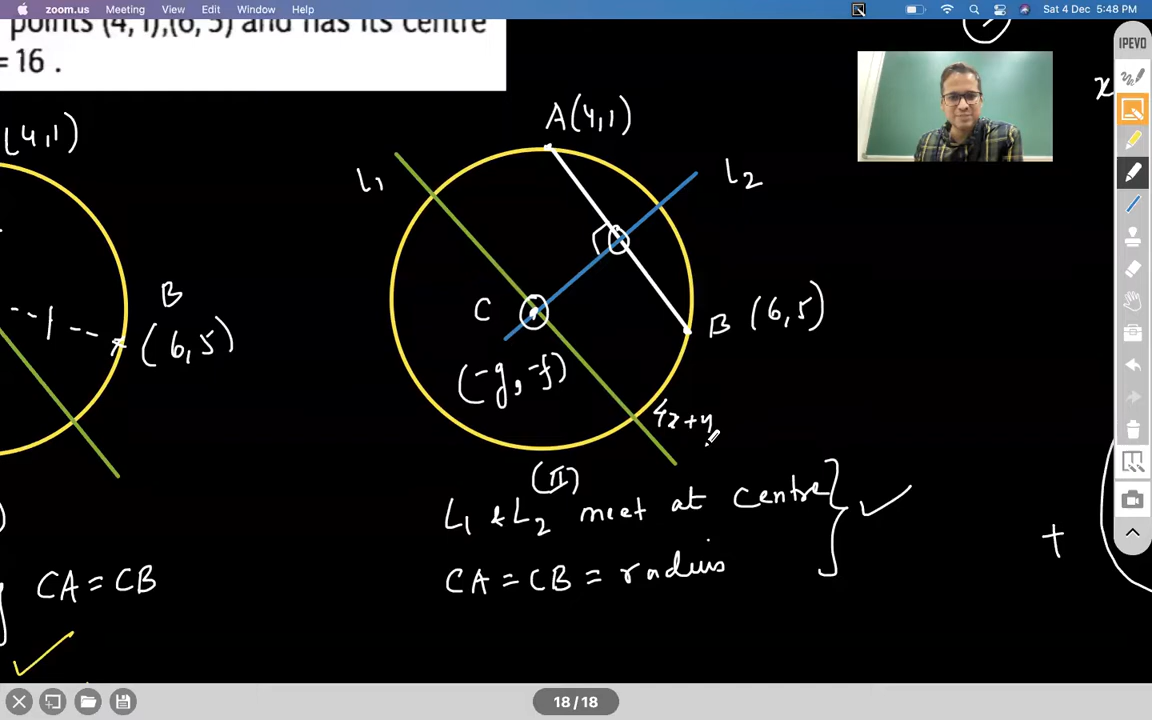 zoom.us Meeting View Edit Window Help Sat 4 Dec 5:48 PM
points (4, 1),(6, 5) and has its centre
= 16 .
IPEVO
(4,1)
B
(6,5)
CA = CB
A(4,1)
L1
L2
C
B (6,5)
(-g, -f)
4x+y
(II)
L1 & L2 meet at centre
CA = CB = radius
x
+
18 / 18